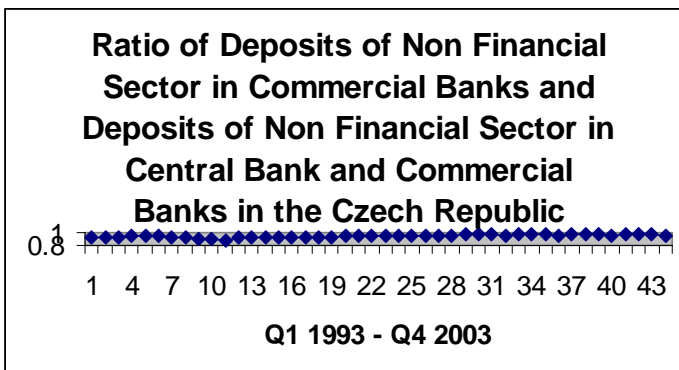 Ratio of Deposits of Non Financial
Sector in Commercial Banks and
Deposits of Non Financial Sector in
Central Bank and Commercial
Banks in the Czech Republic
1
0.8
1 4 7 10 13 16 19 22 25 28 31 34 37 40 43
Q1 1993 - Q4 2003